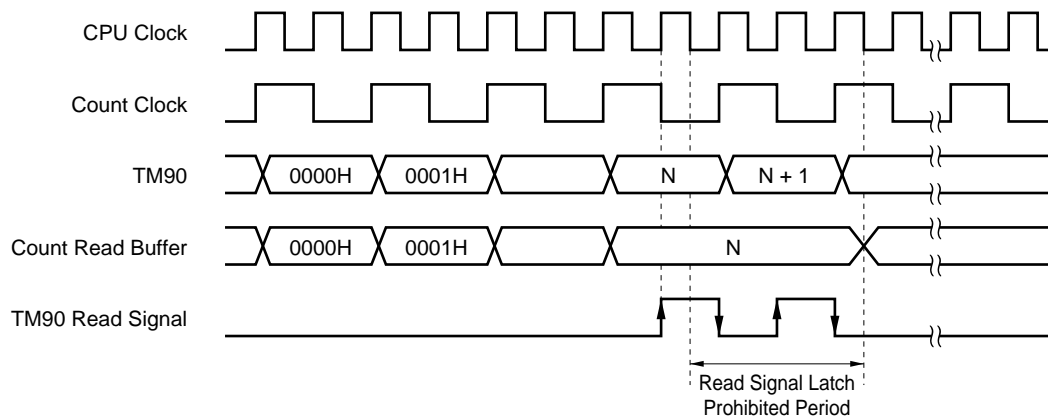 CPU Clock
Count Clock
TM90
0000H
0001H
N
N + 1
Count Read Buffer
0000H
0001H
N
TM90 Read Signal
Read Signal Latch
Prohibited Period